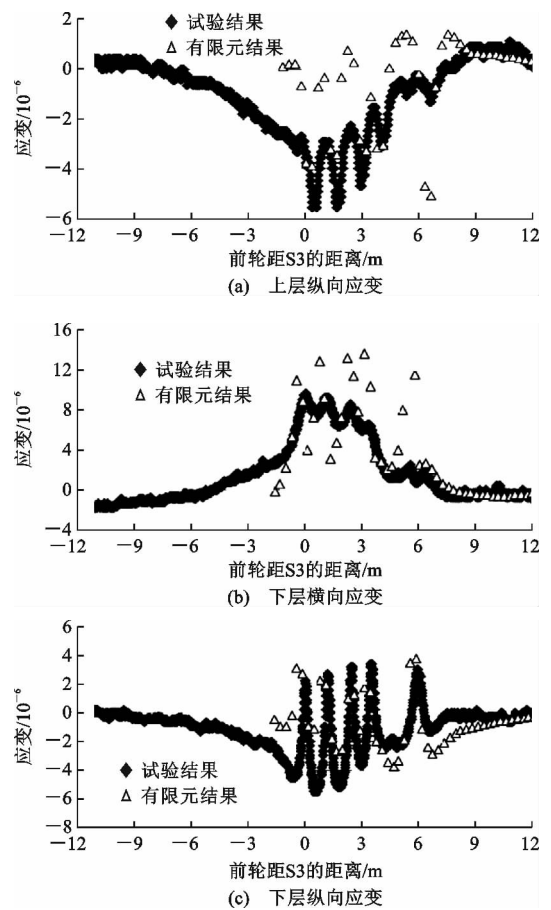 2
0
−2
−4
−6
应变/10⁻⁶
◆ 试验结果
△ 有限元结果
−12 −9 −6 −3 0 3 6 9 12
前轮距S3的距离/m
(a) 上层纵向应变
16
12
8
4
0
−4
应变/10⁻⁶
◆ 试验结果
△ 有限元结果
−12 −9 −6 −3 0 3 6 9 12
前轮距S3的距离/m
(b) 下层横向应变
6
4
2
0
−2
−4
−6
−8
应变/10⁻⁶
◆ 试验结果
△ 有限元结果
−12 −9 −6 −3 0 3 6 9 12
前轮距S3的距离/m
(c) 下层纵向应变